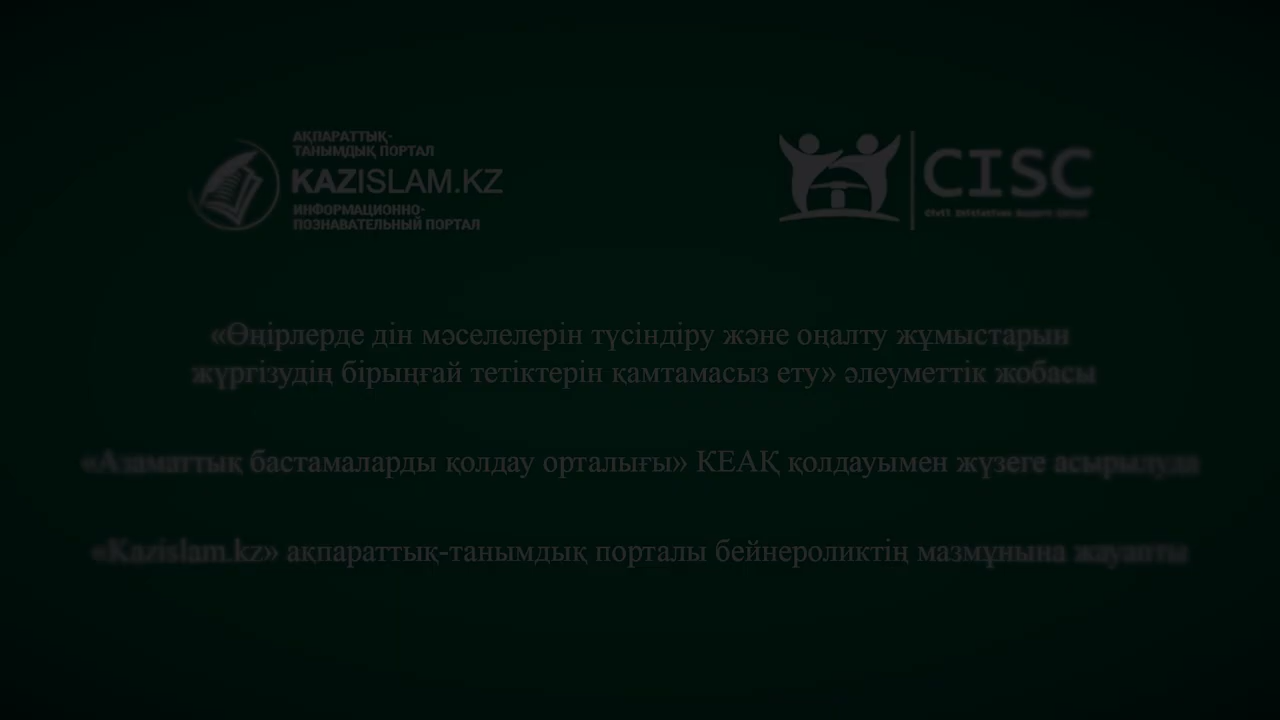 АҚПАРАТТЫҚ-
ТАНЫМДЫҚ ПОРТАЛ
KAZISLAM.KZ
ИНФОРМАЦИОННО-
ПОЗНАВАТЕЛЬНЫЙ ПОРТАЛ
CISC
«Өңірлерде дін мәселелерін түсіндіру және оңалту жұмыстарын
жүргізудің бірыңғай тетіктерін қамтамасыз ету» әлеуметтік жобасы
«Азаматтық бастамаларды қолдау орталығы» КЕАҚ қолдауымен жүзеге асырылуда
«Kazislam.kz» ақпараттық-танымдық порталы бейнероликтің мазмұнына жауапты